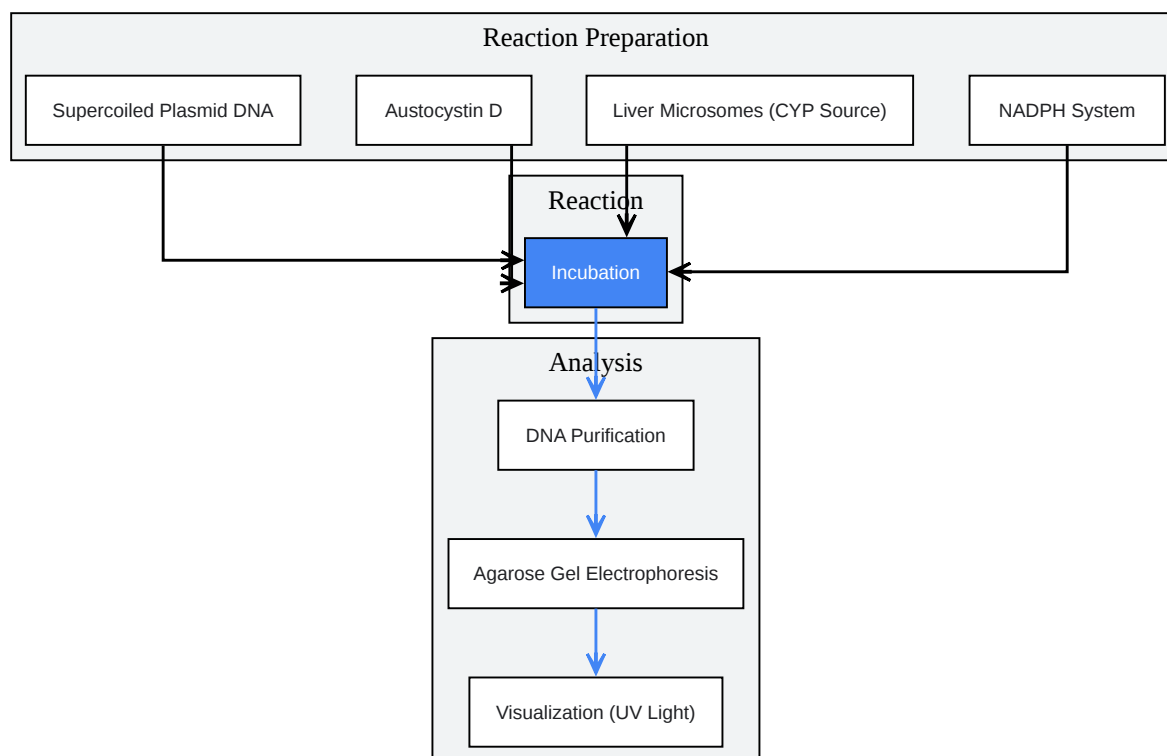 Reaction Preparation
Supercoiled Plasmid DNA
Austocystin D
Liver Microsomes (CYP Source)
NADPH System
Reaction
Incubation
Analysis
DNA Purification
Agarose Gel Electrophoresis
Visualization (UV Light)